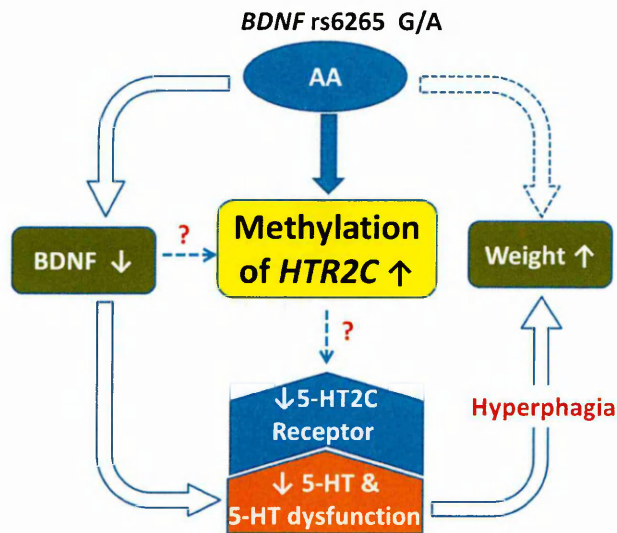 BDNF rs6265 G/A
AA
?
BDNF ↓
Methylation
of HTR2C ↑
Weight ↑
?
↓5-HT2C
Receptor
Hyperphagia
↓ 5-HT &
5-HT dysfunction